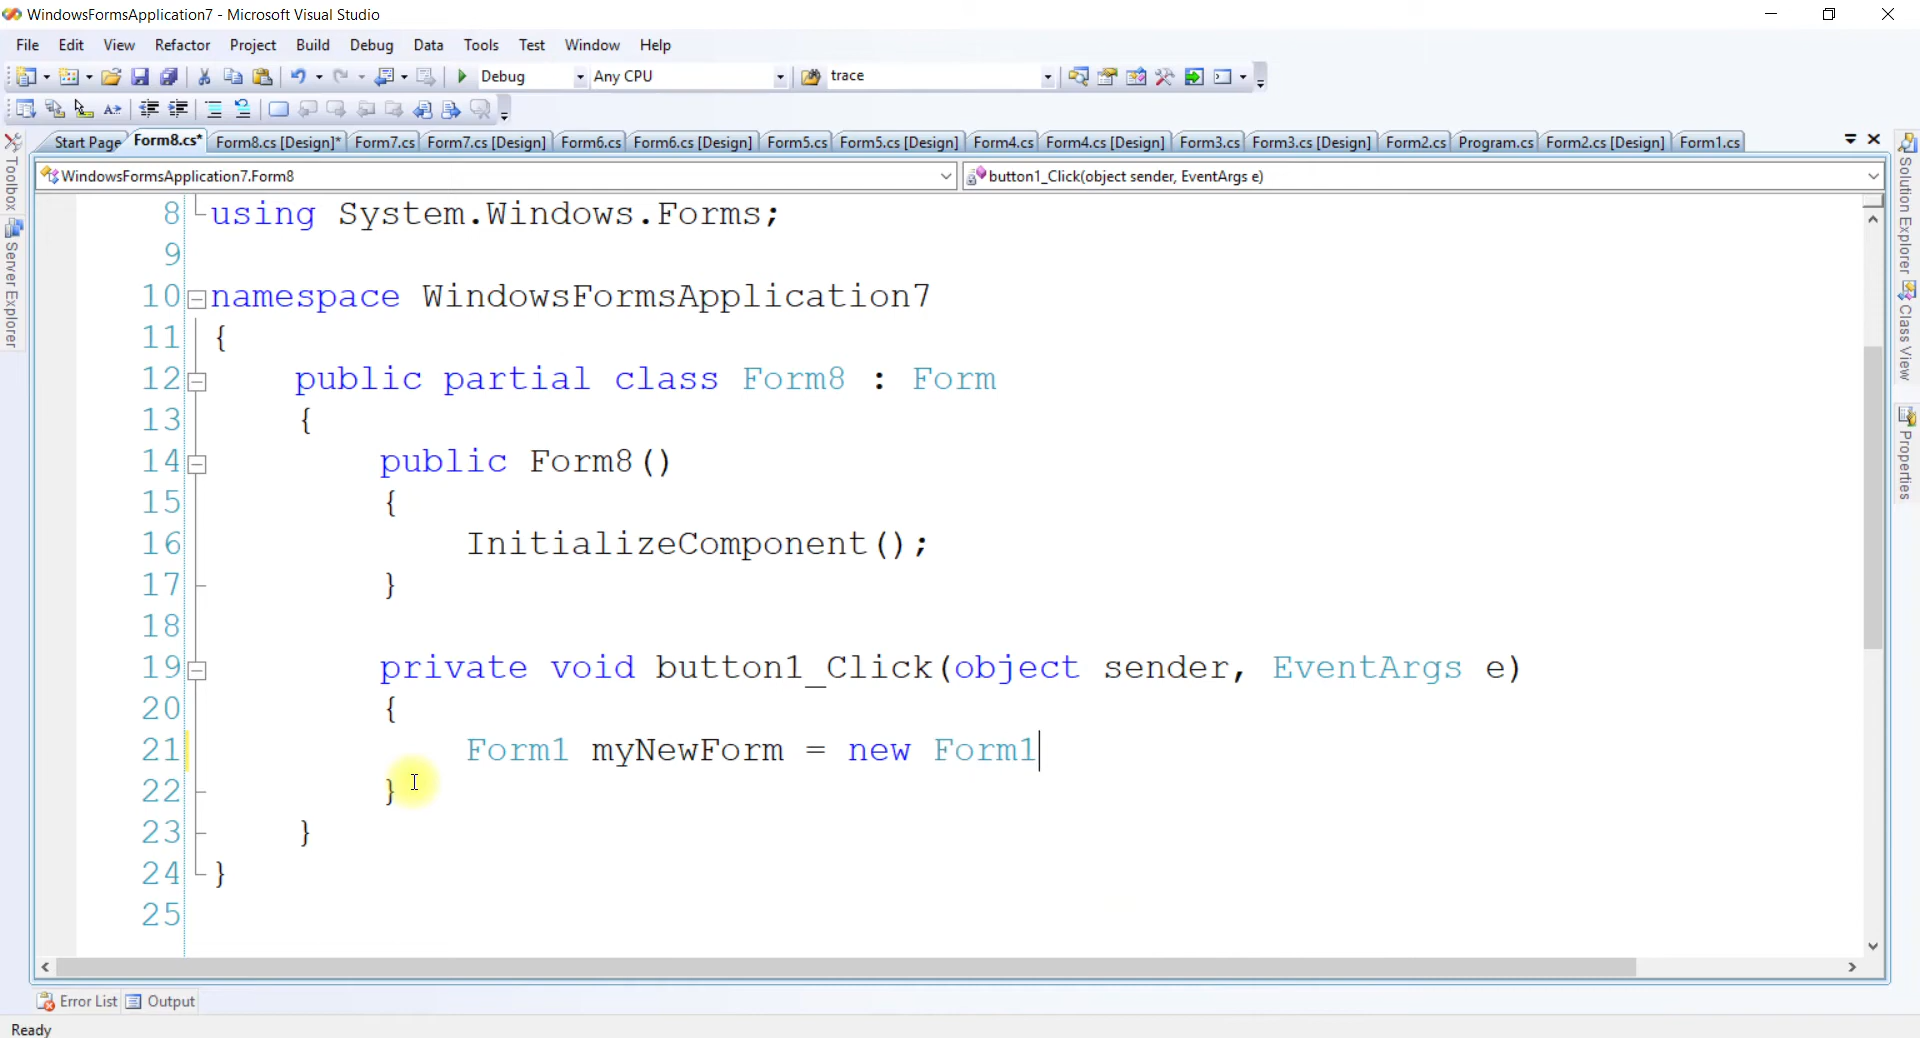 WindowsFormsApplication7 - Microsoft Visual Studio
File Edit View Refactor Project Build Debug Data Tools Test Window Help
Debug Any CPU trace
Start Page Form8.cs* Form8.cs [Design]* Form7.cs Form7.cs [Design] Form6.cs Form6.cs [Design] Form5.cs Form5.cs [Design] Form4.cs Form4.cs [Design] Form3.cs Form3.cs [Design] Form2.cs Program.cs Form2.cs [Design] Form1.cs
WindowsFormsApplication7.Form8 button1_Click(object sender, EventArgs e)
Toolbox
Server Explorer
8 using System.Windows.Forms;
9
10 namespace WindowsFormsApplication7
11 {
12 public partial class Form8 : Form
13 {
14 public Form8()
15 {
16 InitializeComponent();
17 }
18
19 private void button1_Click(object sender, EventArgs e)
20 {
21 Form1 myNewForm = new Form1
22 }
23 }
24 }
25
Solution Explorer
Class View
Properties
Error List Output
Ready